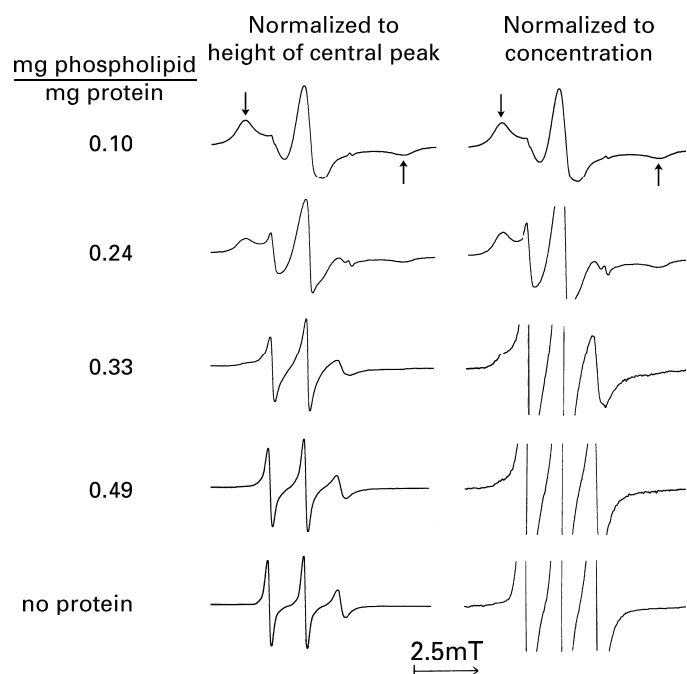 Normalized to
height of central peak
Normalized to
concentration
mg phospholipid
mg protein
0.10
0.24
0.33
0.49
no protein
2.5mT